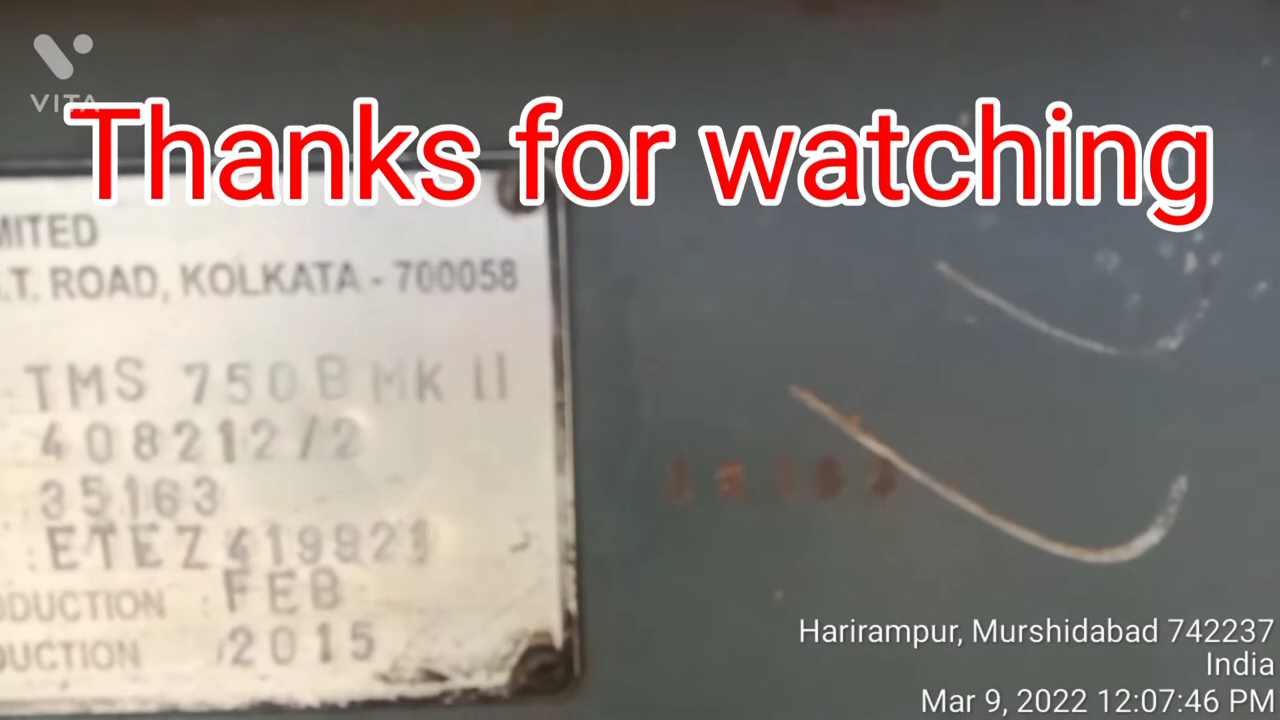 VITA
Thanks for watching
MITED
.T. ROAD, KOLKATA - 700058
TMS 750B MK II
408212/2
: 35163
: ETEZ419921
ODUCTION : FEB
DUCTION : 2015
Harirampur, Murshidabad 742237
India
Mar 9, 2022 12:07:46 PM